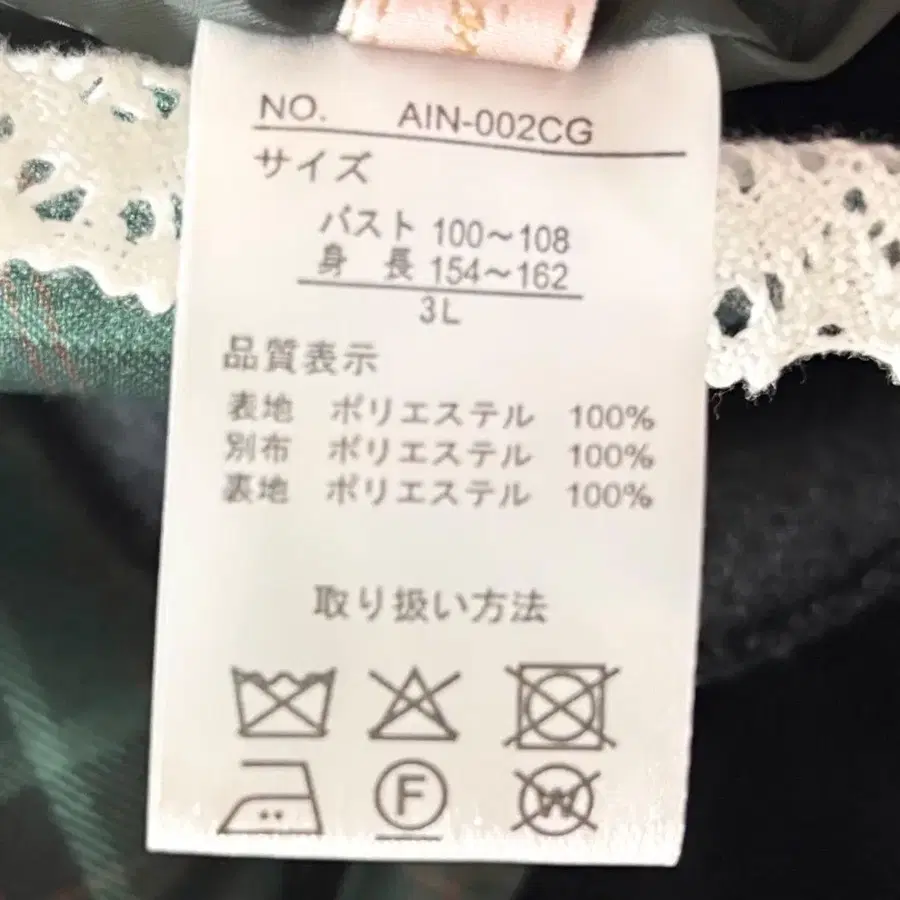 NO. AIN-002CG
サイズ
バスト 100～108
身 長 154～162
3L
品質表示
表地 ポリエステル 100%
別布 ポリエステル 100%
裏地 ポリエステル 100%
取り扱い方法
F
W